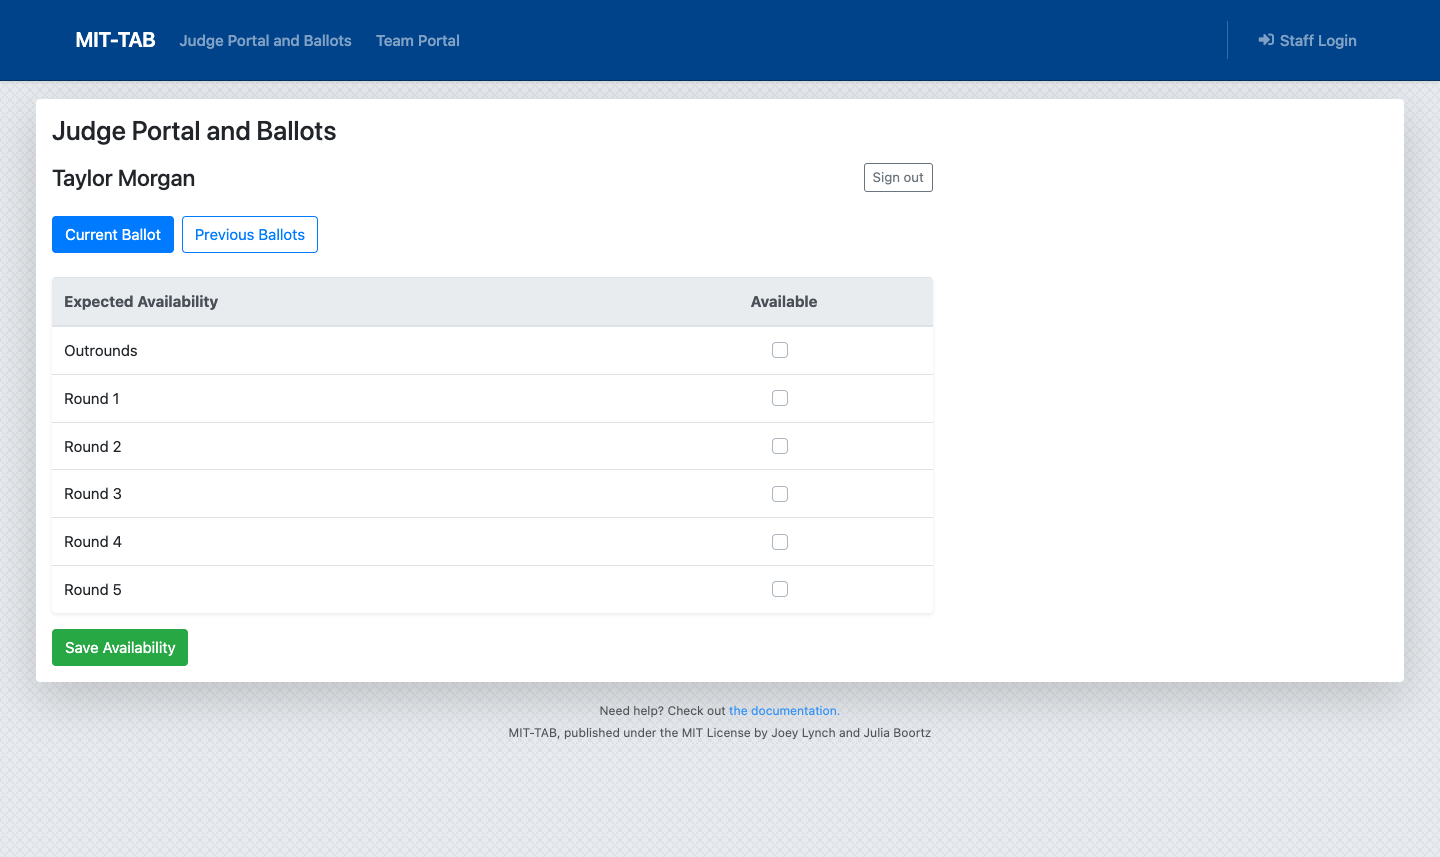 MIT-TAB Judge Portal and Ballots Team Portal Staff Login
Judge Portal and Ballots
Taylor Morgan Sign out
Current Ballot Previous Ballots
Expected Availability Available
Outrounds
Round 1
Round 2
Round 3
Round 4
Round 5
Save Availability
Need help? Check out the documentation.
MIT-TAB, published under the MIT License by Joey Lynch and Julia Boortz